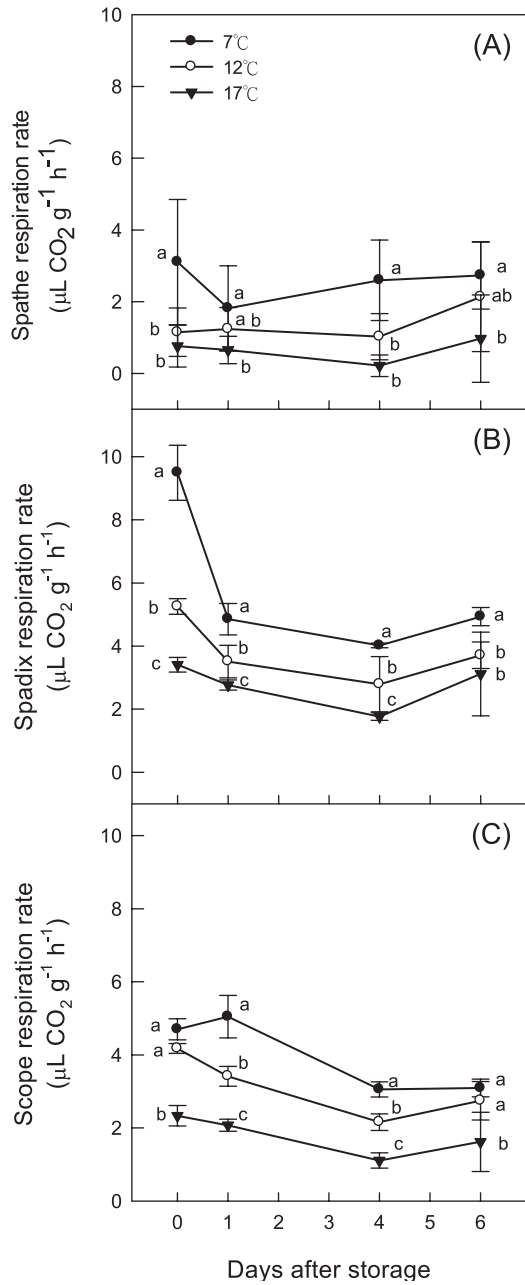 (A)
7℃
12℃
17℃
Spathe respiration rate
(μL CO2 g-1 h-1)
10
8
6
4
2
0
a
a
a
a
b
a b
b
ab
b
b
b
b
(B)
Spadix respiration rate
(μL CO2 g-1 h-1)
10
8
6
4
2
0
a
a
a
a
b
b
b
b
c
c
c
b
(C)
Scope respiration rate
(μL CO2 g-1 h-1)
10
8
6
4
2
0
a
a
a
a
a
b
b
a
b
c
c
b
0 1 2 3 4 5 6
Days after storage